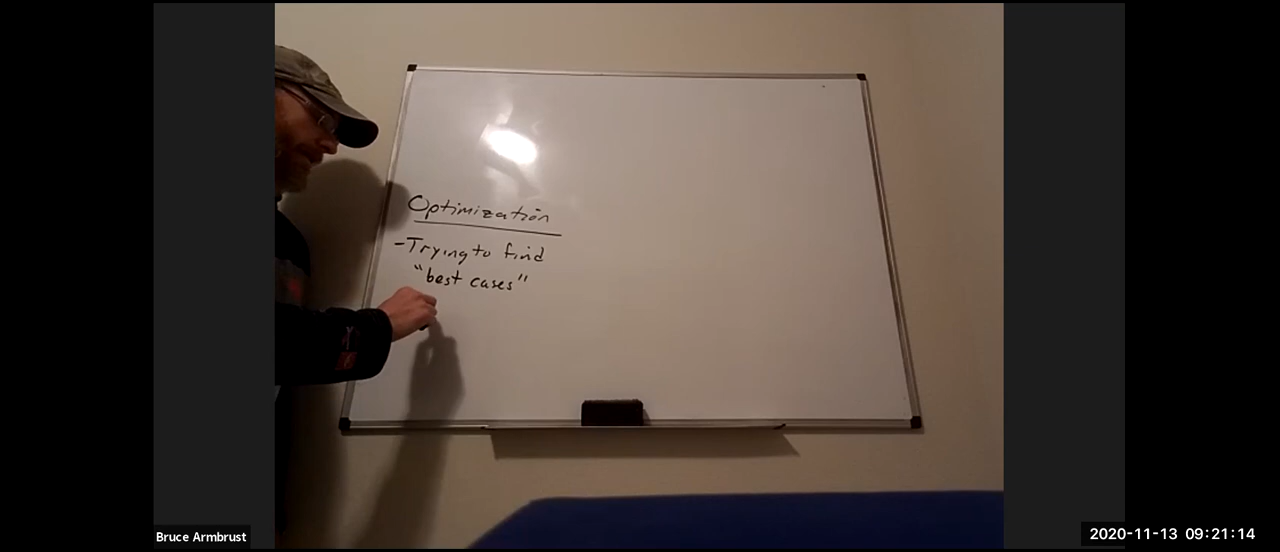 Optimization
-Trying to find
"best cases"
Bruce Armbrust
2020-11-13 09:21:14